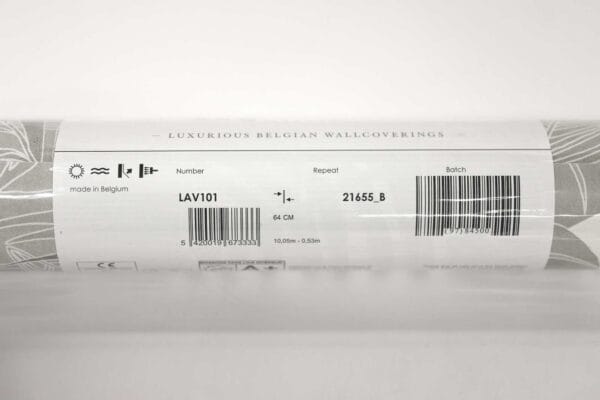 LUXURIOUS BELGIAN WALLCOVERINGS
Number Repeat Batch
made in Belgium
LAV101 21655_B
64 CM
5 420019 673333
10,05m - 0,53m
CE
A+